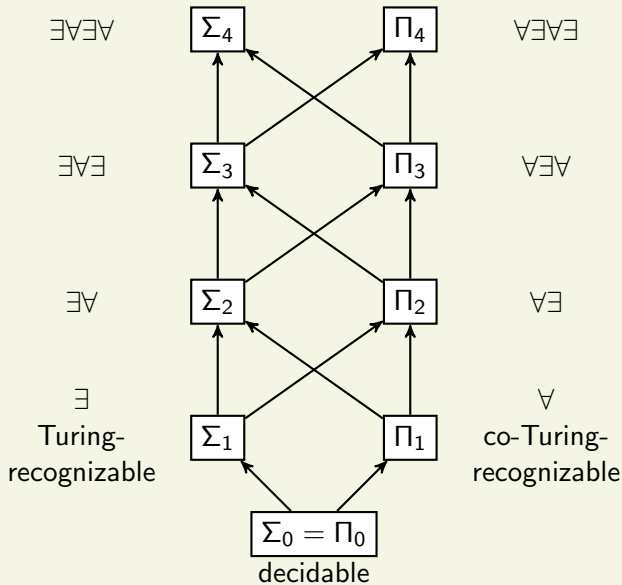 ∃∀∃∀ Σ₄ Π₄ ∀∃∀∃
∃∀∃ Σ₃ Π₃ ∀∃∀
∃∀ Σ₂ Π₂ ∀∃
∃ ∀
Turing- Σ₁ Π₁ co-Turing-
recognizable recognizable
Σ₀ = Π₀
decidable